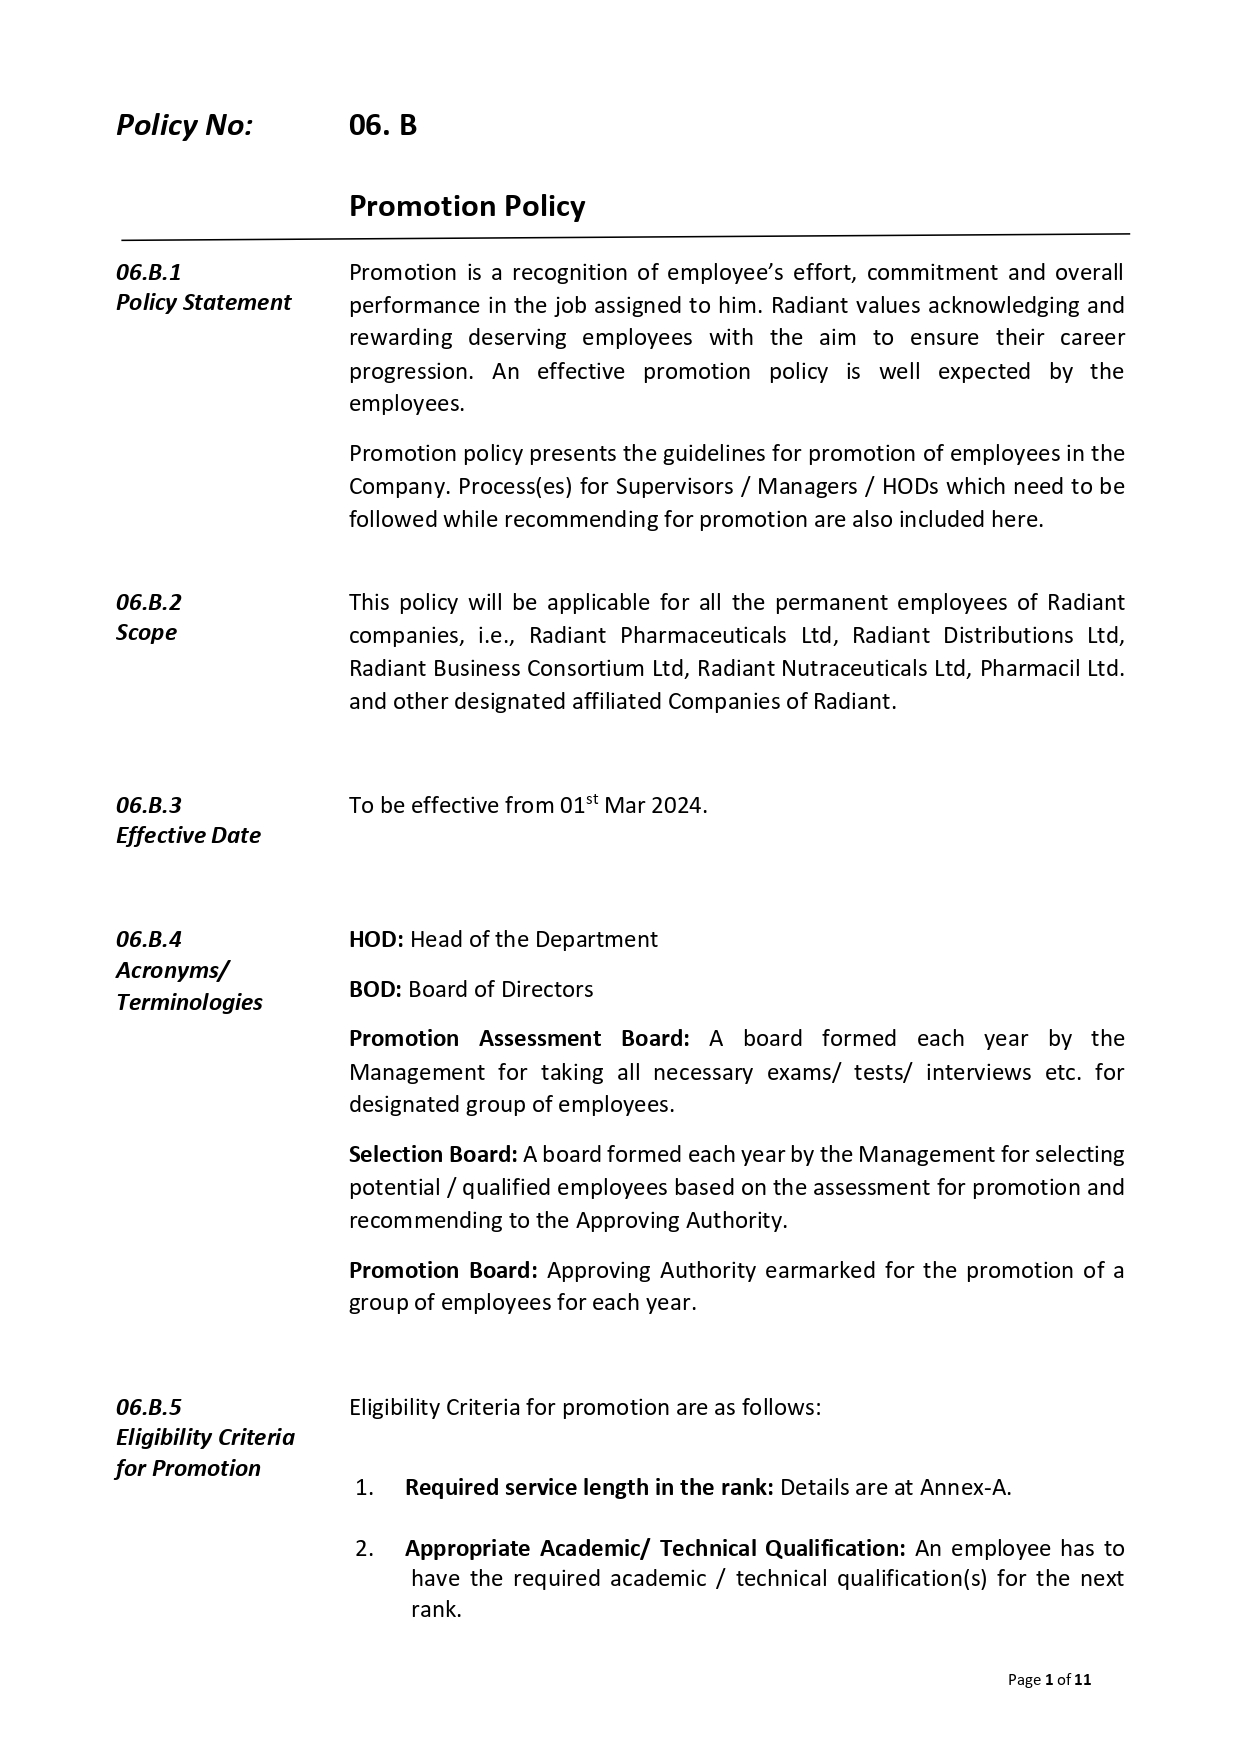 Policy No: 06. B
Promotion Policy
06.B.1
Policy Statement
Promotion is a recognition of employee’s effort, commitment and overall
performance in the job assigned to him. Radiant values acknowledging and
rewarding deserving employees with the aim to ensure their career
progression. An effective promotion policy is well expected by the
employees.
Promotion policy presents the guidelines for promotion of employees in the
Company. Process(es) for Supervisors / Managers / HODs which need to be
followed while recommending for promotion are also included here.
06.B.2
Scope
This policy will be applicable for all the permanent employees of Radiant
companies, i.e., Radiant Pharmaceuticals Ltd, Radiant Distributions Ltd,
Radiant Business Consortium Ltd, Radiant Nutraceuticals Ltd, Pharmacil Ltd.
and other designated affiliated Companies of Radiant.
06.B.3
Effective Date
To be effective from 01st Mar 2024.
06.B.4
Acronyms/
Terminologies
HOD: Head of the Department
BOD: Board of Directors
Promotion Assessment Board: A board formed each year by the
Management for taking all necessary exams/ tests/ interviews etc. for
designated group of employees.
Selection Board: A board formed each year by the Management for selecting
potential / qualified employees based on the assessment for promotion and
recommending to the Approving Authority.
Promotion Board: Approving Authority earmarked for the promotion of a
group of employees for each year.
06.B.5
Eligibility Criteria
for Promotion
Eligibility Criteria for promotion are as follows:
1. Required service length in the rank: Details are at Annex-A.
2. Appropriate Academic/ Technical Qualification: An employee has to
have the required academic / technical qualification(s) for the next
rank.
Page 1 of 11